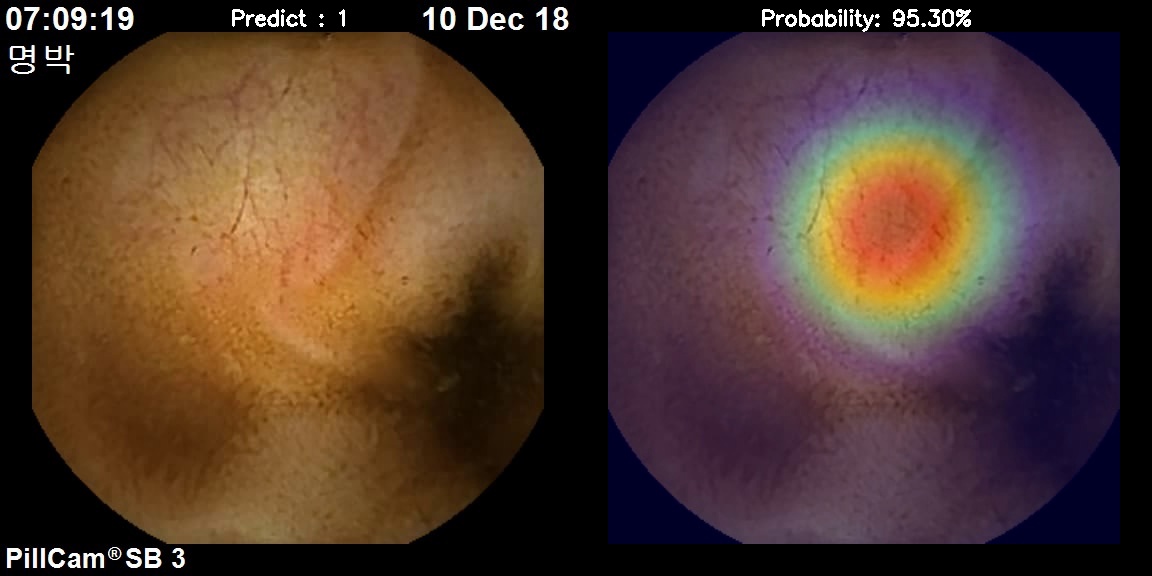 07:09:19 Predict : 1 10 Dec 18 Probability: 95.30%
명박
PillCam® SB 3